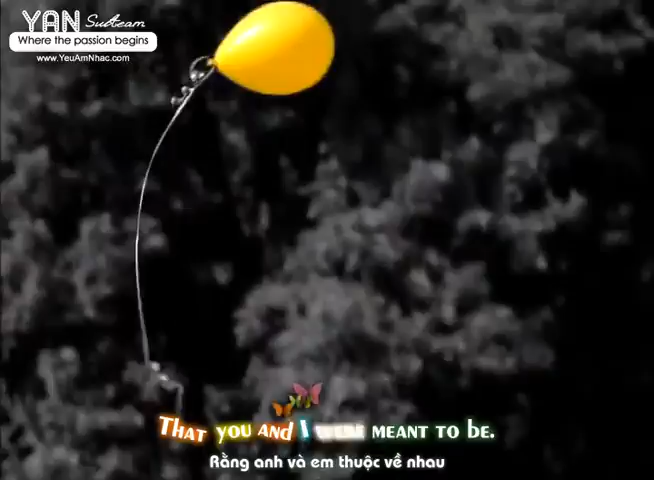 YAN Subteam
Where the passion begins
www.YeuAmNhac.com
THAT YOU AND I WERE MEANT TO BE.
Rằng anh và em thuộc về nhau